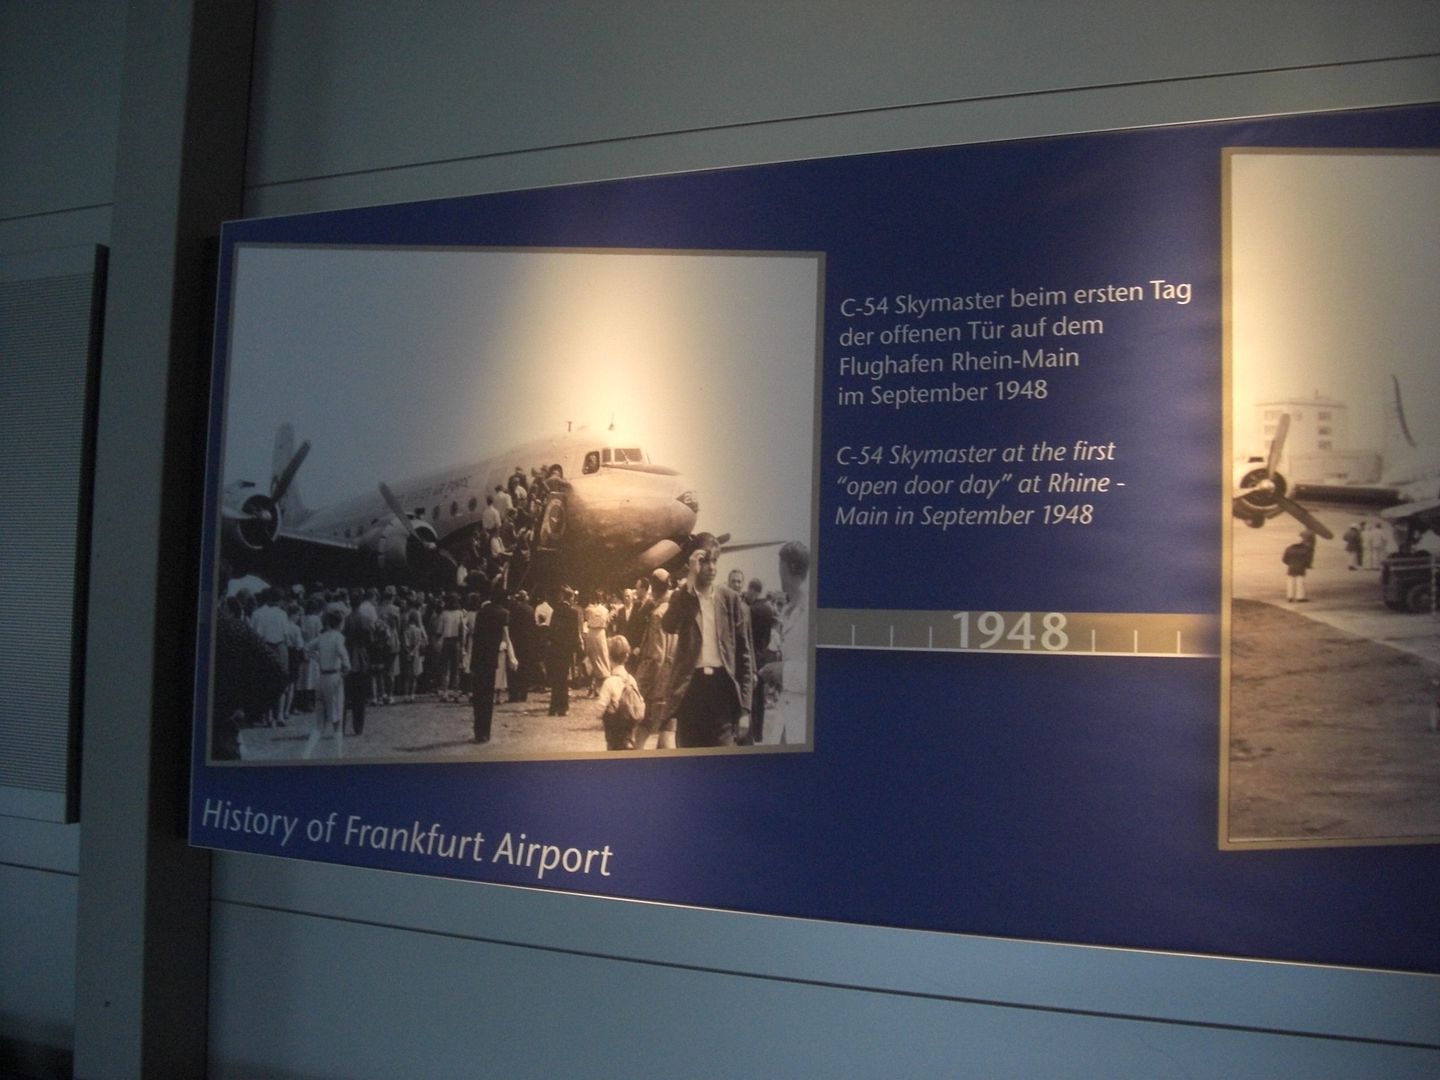 C-54 Skymaster beim ersten Tag
der offenen Tür auf dem
Flughafen Rhein-Main
im September 1948
C-54 Skymaster at the first
“open door day” at Rhine -
Main in September 1948
1948
History of Frankfurt Airport